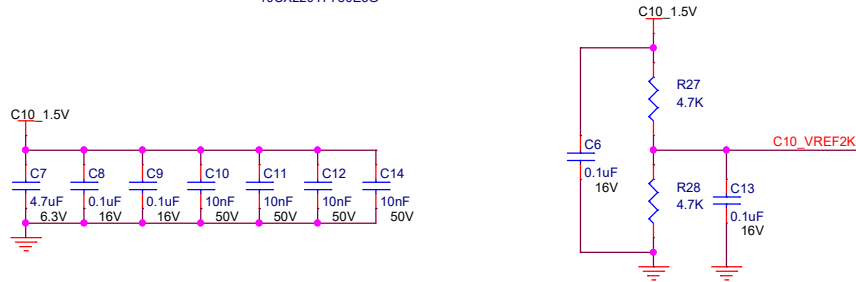 C10_1.5V
C7
4.7uF
6.3V
C8
0.1uF
16V
C9
0.1uF
16V
C10
10nF
50V
C11
10nF
50V
C12
10nF
50V
C14
10nF
50V
C10_1.5V
R27
4.7K
C6
0.1uF
16V
C10_VREF2K
R28
4.7K
C13
0.1uF
16V